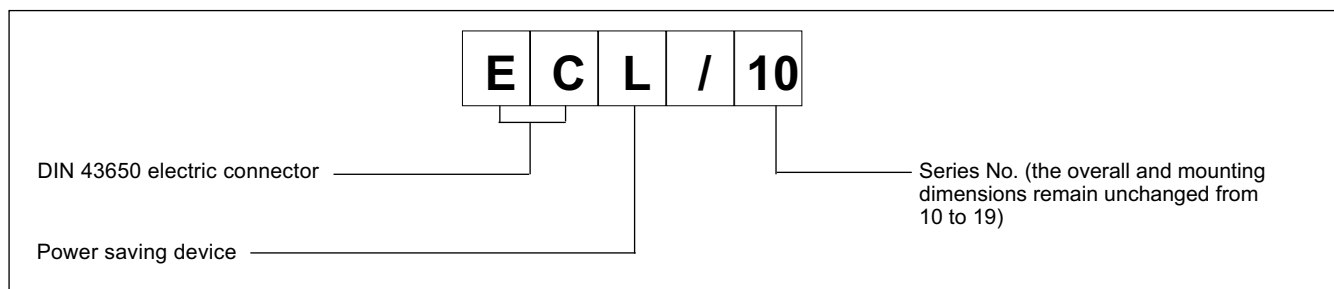 E C L / 10
DIN 43650 electric connector
Series No. (the overall and mounting
dimensions remain unchanged from
10 to 19)
Power saving device